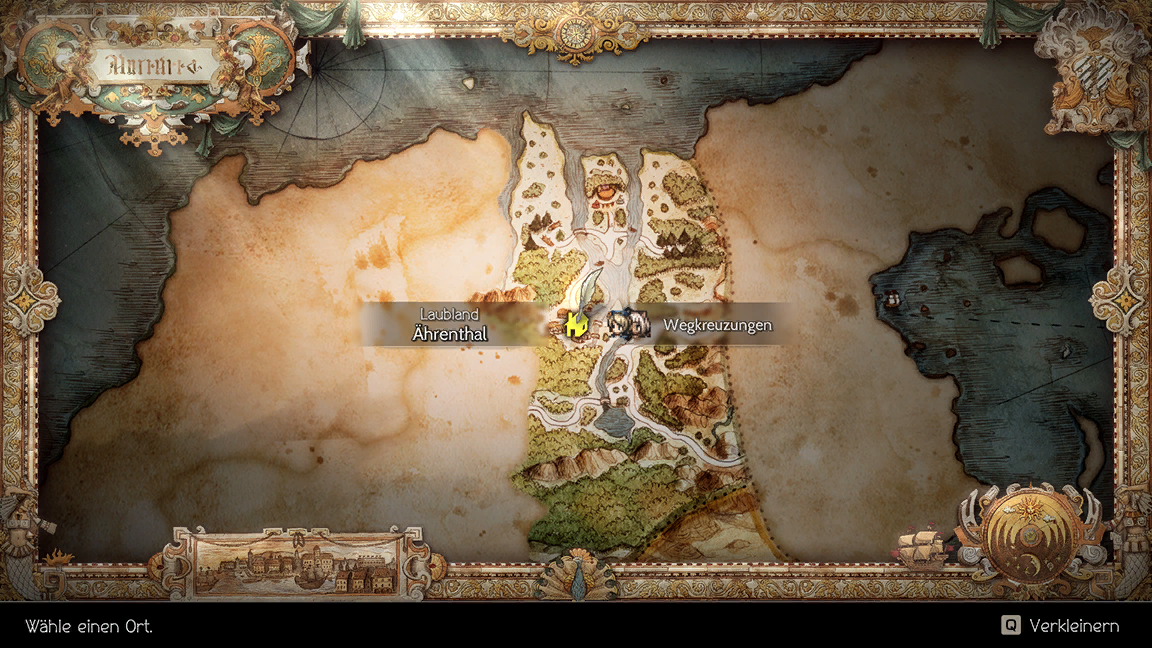 Laubland
Ährenthal
Wegkreuzungen
Wähle einen Ort.
Q Verkleinern